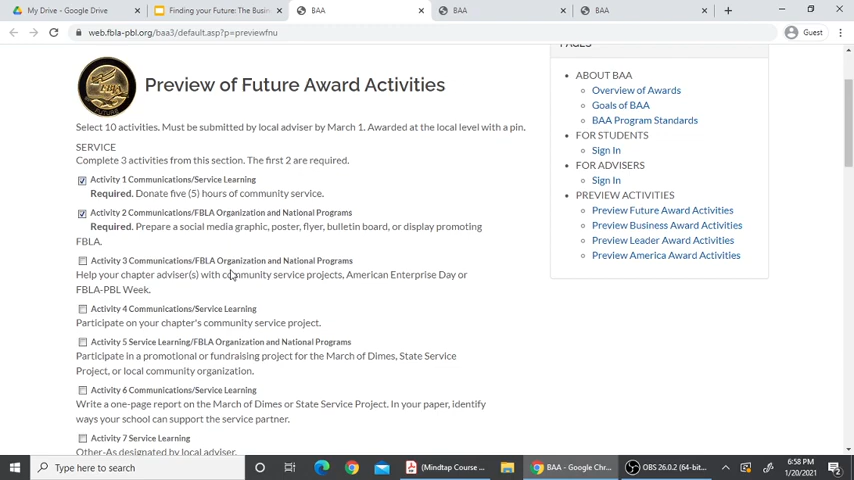 My Drive - Google Drive
Finding your Future: The Busin
BAA
BAA
BAA
web.fbla-pbl.org/baa3/default.asp?p=previewfnu
Guest
FBLA
FUTURE
Preview of Future Award Activities
Select 10 activities. Must be submitted by local adviser by March 1. Awarded at the local level with a pin.
SERVICE
Complete 3 activities from this section. The first 2 are required.
Activity 1 Communications/Service Learning
Required. Donate five (5) hours of community service.
Activity 2 Communications/FBLA Organization and National Programs
Required. Prepare a social media graphic, poster, flyer, bulletin board, or display promoting
FBLA.
Activity 3 Communications/FBLA Organization and National Programs
Help your chapter adviser(s) with community service projects, American Enterprise Day or
FBLA-PBL Week.
Activity 4 Communications/Service Learning
Participate on your chapter's community service project.
Activity 5 Service Learning/FBLA Organization and National Programs
Participate in a promotional or fundraising project for the March of Dimes, State Service
Project, or local community organization.
Activity 6 Communications/Service Learning
Write a one-page report on the March of Dimes or State Service Project. In your paper, identify
ways your school can support the service partner.
Activity 7 Service Learning
Other-As designated by local adviser.
PAGES
ABOUT BAA
Overview of Awards
Goals of BAA
BAA Program Standards
FOR STUDENTS
Sign In
FOR ADVISERS
Sign In
PREVIEW ACTIVITIES
Preview Future Award Activities
Preview Business Award Activities
Preview Leader Award Activities
Preview America Award Activities
Type here to search
(Mindtap Course ...
BAA - Google Chr...
OBS 26.0.2 (64-bit...
6:58 PM
1/20/2021
2